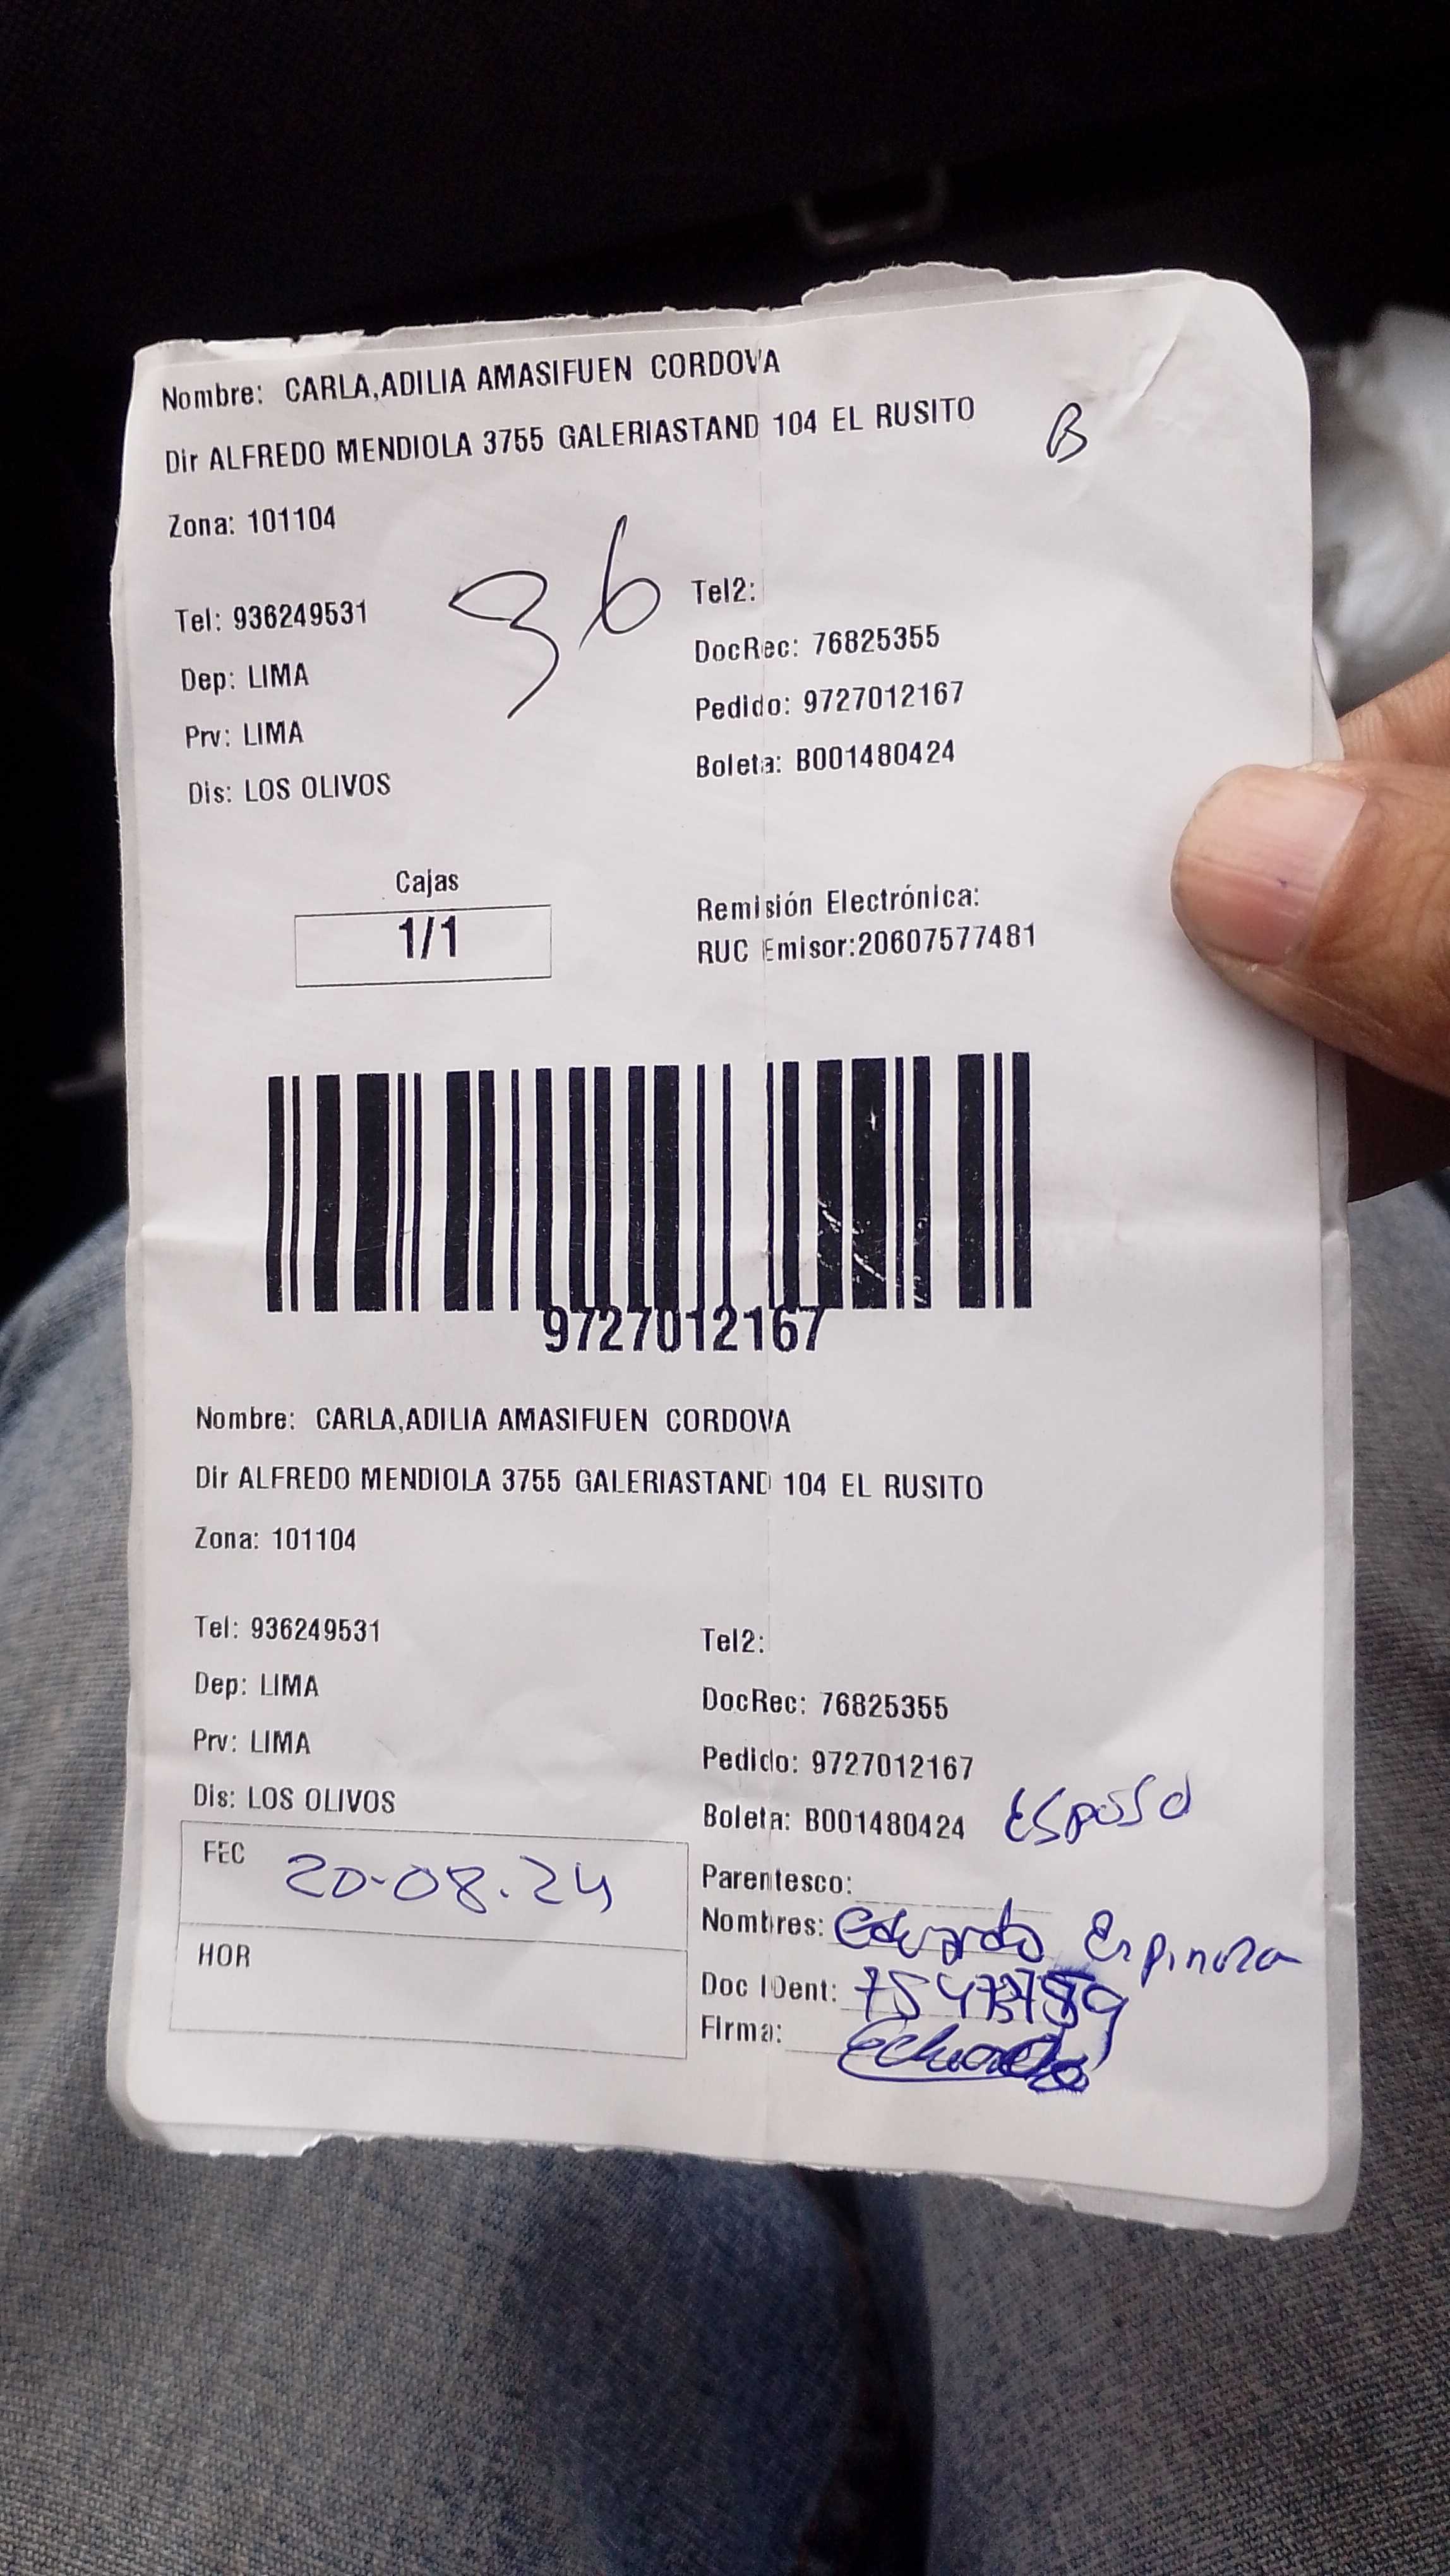 Nombre: CARLA,ADILIA AMASIFUEN CORDOVA
Dir ALFREDO MENDIOLA 3755 GALERIASTAND 104 EL RUSITO
B
Zona: 101104
36
Tel: 936249531
Tel2:
Dep: LIMA
DocRec: 76825355
Prv: LIMA
Pedido: 9727012167
Dis: LOS OLIVOS
Boleta: B001480424
Cajas
1/1
Remisión Electrónica:
RUC Emisor:20607577481
9727012167
Nombre: CARLA,ADILIA AMASIFUEN CORDOVA
Dir ALFREDO MENDIOLA 3755 GALERIASTAND 104 EL RUSITO
Zona: 101104
Tel: 936249531
Tel2:
Dep: LIMA
DocRec: 76825355
Prv: LIMA
Pedido: 9727012167
Dis: LOS OLIVOS
Boleta: B001480424
Esposo
FEC 20-08.24
HOR
Parentesco:
Nombres: Eduardo Espinoza
Doc IDent:
Firma: Eduardo